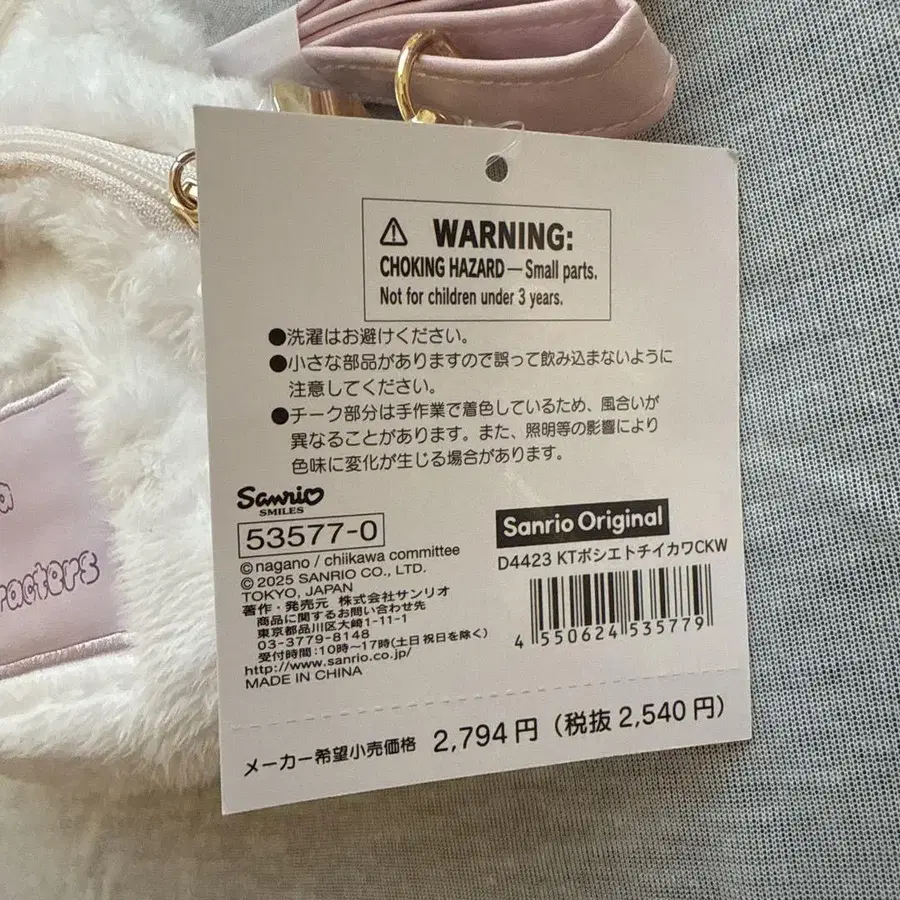 WARNING:
CHOKING HAZARD — Small parts.
Not for children under 3 years.
●洗濯はお避けください。
●小さな部品がありますので誤って飲み込まないように
注意してください。
●チーク部分は手作業で着色しているため、風合いが
異なることがあります。また、照明等の影響により
色味に変化が生じる場合があります。
Sanrio
SMILES
53577-0
©nagano / chiikawa committee
© 2025 SANRIO CO., LTD.
TOKYO, JAPAN
著作・発売元 株式会社サンリオ
商品に関するお問い合わせ先
東京都品川区大崎1-11-1
03-3779-8148
受付時間:10時〜17時(土日祝日を除く)
http://www.sanrio.co.jp/
MADE IN CHINA
Sanrio Original
D4423 KTポシエトチイカワCKW
4 550624 535779
メーカー希望小売価格 2,794円(税抜 2,540円)
racters